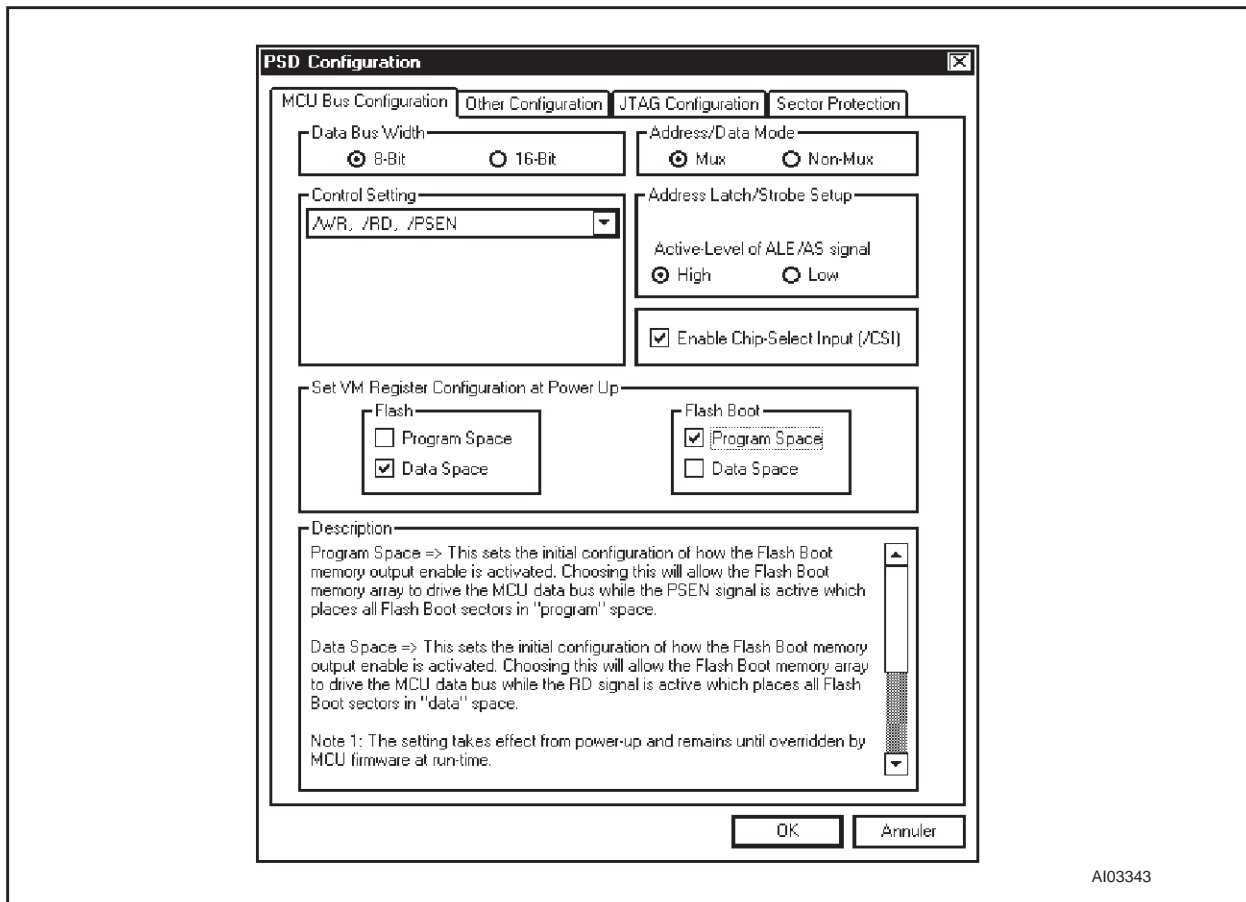 PSD Configuration
MCU Bus Configuration Other Configuration JTAG Configuration Sector Protection
Data Bus Width
8-Bit 16-Bit
Address/Data Mode
Mux Non-Mux
Control Setting
/WR, /RD, /PSEN
Address Latch/Strobe Setup
Active-Level of ALE/AS signal
High Low
Enable Chip-Select Input (/CSI)
Set VM Register Configuration at Power Up
Flash
Program Space
Data Space
Flash Boot
Program Space
Data Space
Description
Program Space => This sets the initial configuration of how the Flash Boot
memory output enable is activated. Choosing this will allow the Flash Boot
memory array to drive the MCU data bus while the PSEN signal is active which
places all Flash Boot sectors in "program" space.
Data Space => This sets the initial configuration of how the Flash Boot memory
output enable is activated. Choosing this will allow the Flash Boot memory array
to drive the MCU data bus while the RD signal is active which places all Flash
Boot sectors in "data" space.
Note 1: The setting takes effect from power-up and remains until overridden by
MCU firmware at run-time.
OK Annuler
AI03343